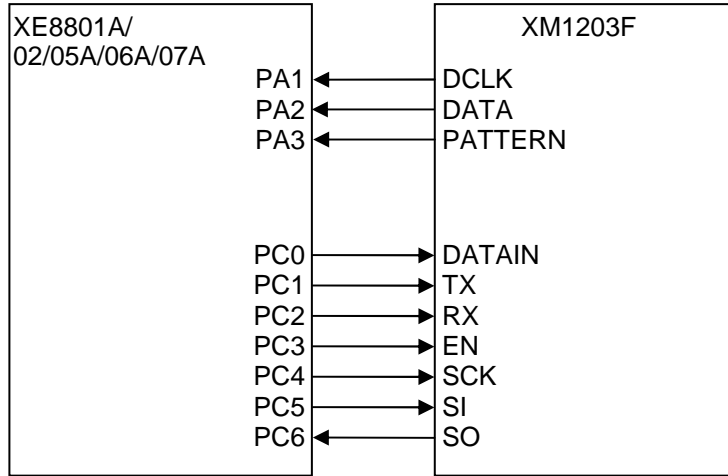 XE8801A/
02/05A/06A/07A
XM1203F
PA1 DCLK
PA2 DATA
PA3 PATTERN
PC0 DATAIN
PC1 TX
PC2 RX
PC3 EN
PC4 SCK
PC5 SI
PC6 SO